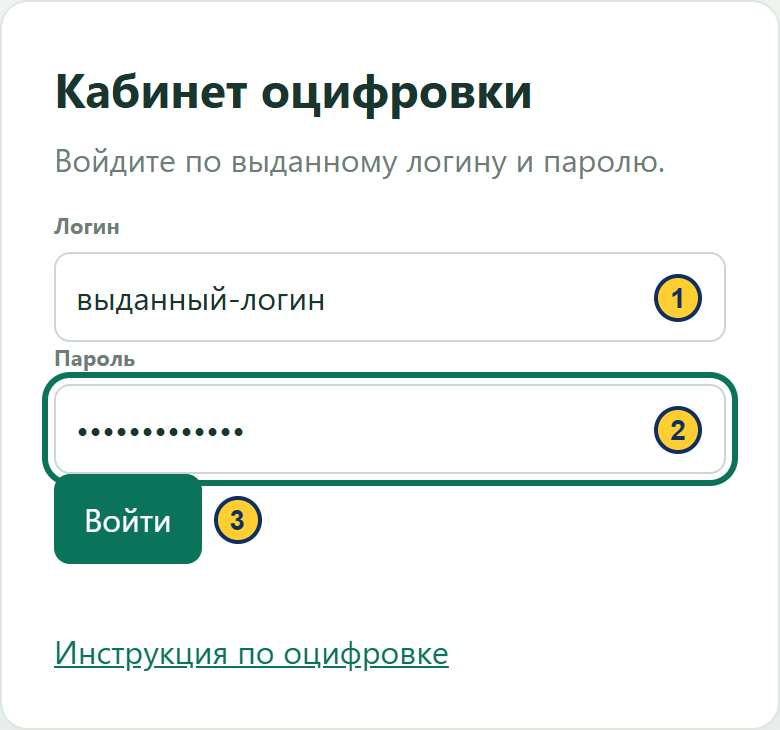 Кабинет оцифровки
Войдите по выданному логину и паролю.
Логин
выданный-логин 1
Пароль
••••••••••••• 2
Войти 3
Инструкция по оцифровке